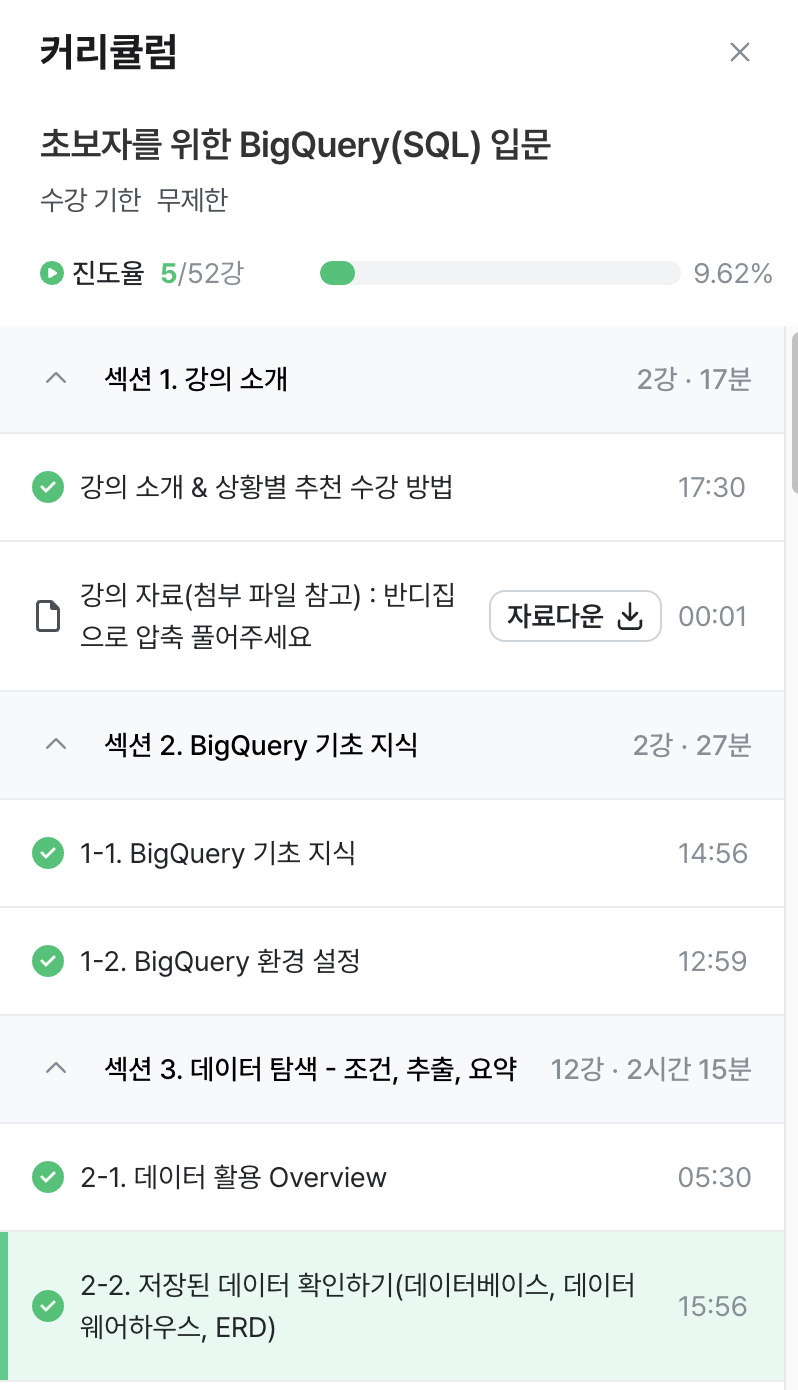 커리큘럼
초보자를 위한 BigQuery(SQL) 입문
수강 기한 무제한
진도율 5/52강 9.62%
섹션 1. 강의 소개 2강 · 17분
강의 소개 & 상황별 추천 수강 방법 17:30
강의 자료(첨부 파일 참고) : 반디집
으로 압축 풀어주세요
자료다운 00:01
섹션 2. BigQuery 기초 지식 2강 · 27분
1-1. BigQuery 기초 지식 14:56
1-2. BigQuery 환경 설정 12:59
섹션 3. 데이터 탐색 - 조건, 추출, 요약 12강 · 2시간 15분
2-1. 데이터 활용 Overview 05:30
2-2. 저장된 데이터 확인하기(데이터베이스, 데이터
웨어하우스, ERD) 15:56